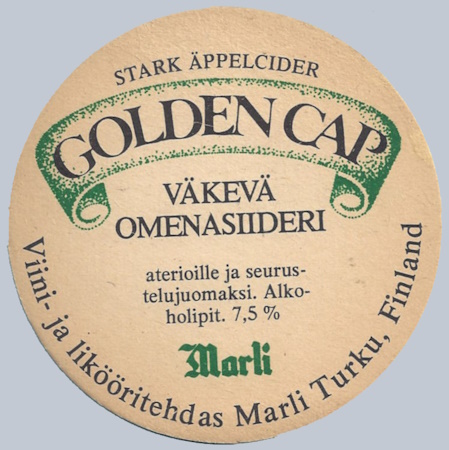 STARK ÄPPELCIDER
GOLDEN CAP
VÄKEVÄ
OMENASIIDERI
aterioille ja seurus-
telujuomaksi. Alko-
holipit. 7,5 %
Marli
Viini- ja likööritehdas Marli Turku, Finland